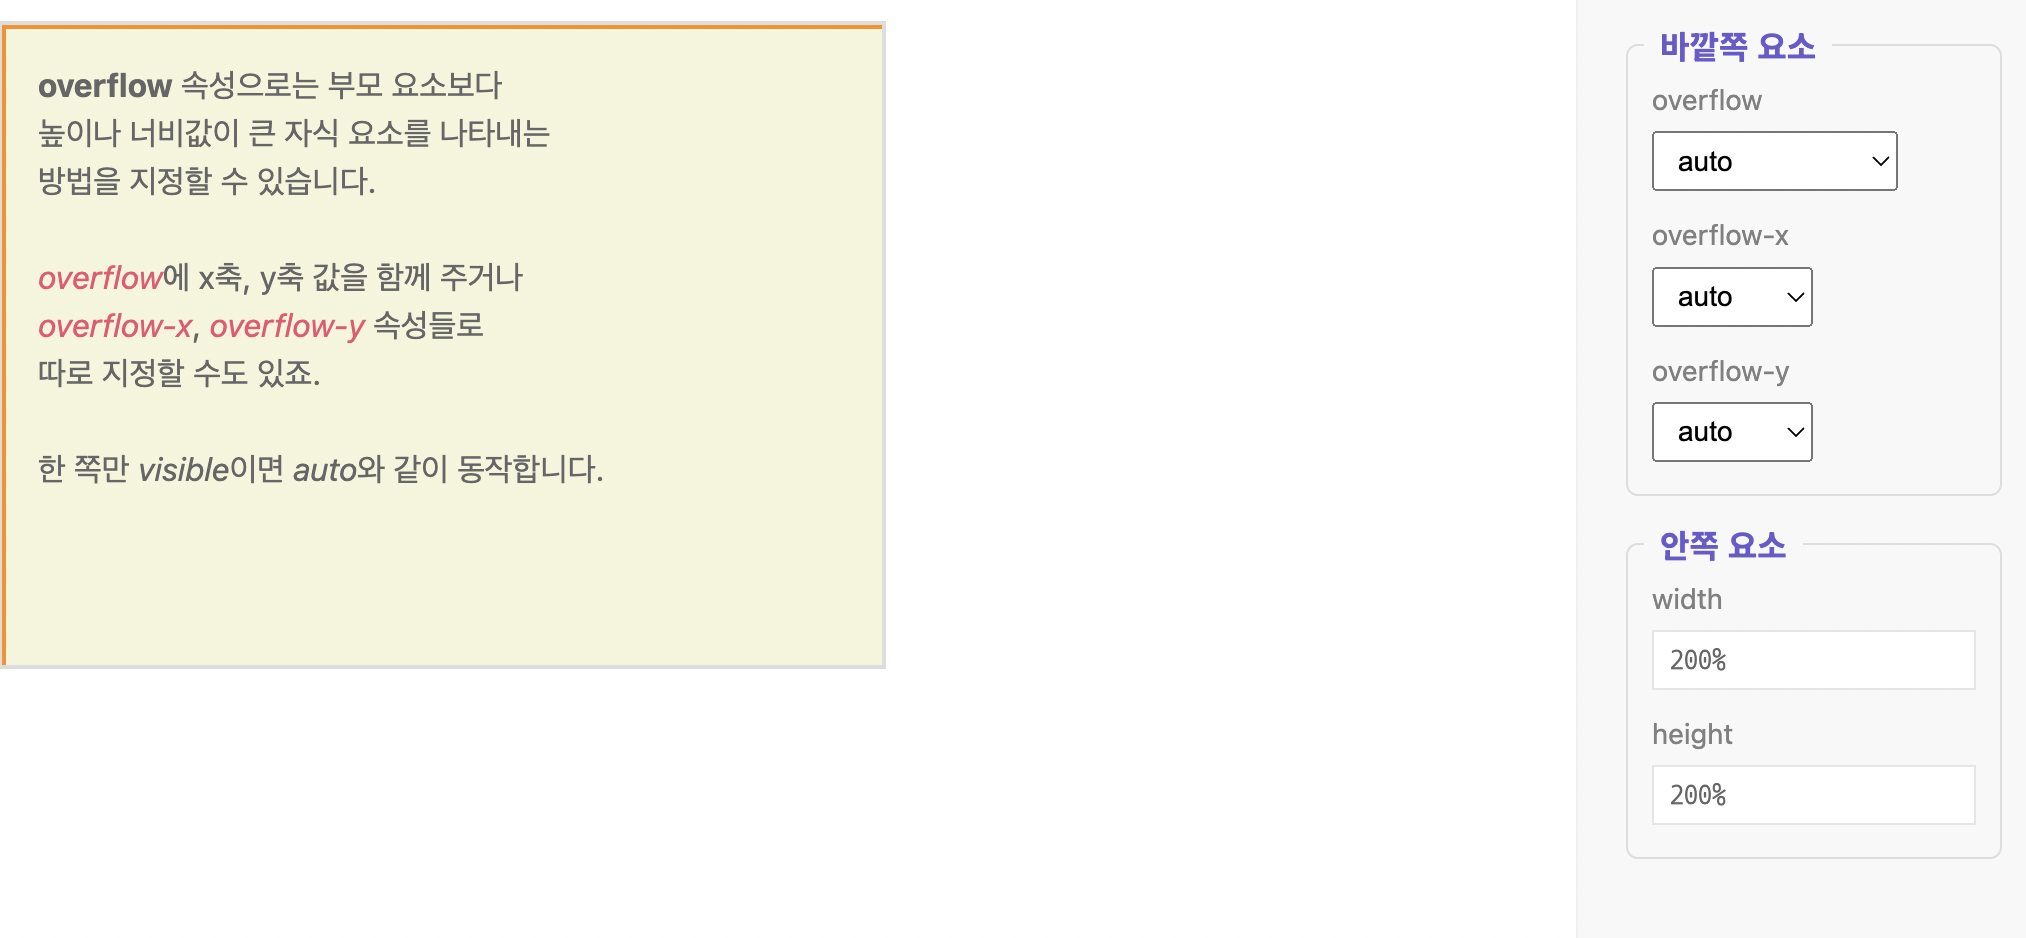 overflow 속성으로는 부모 요소보다
높이나 너비값이 큰 자식 요소를 나타내는
방법을 지정할 수 있습니다.
overflow에 x축, y축 값을 함께 주거나
overflow-x, overflow-y 속성들로
따로 지정할 수도 있죠.
한 쪽만 visible이면 auto와 같이 동작합니다.
바깥쪽 요소
overflow
auto
overflow-x
auto
overflow-y
auto
안쪽 요소
width
200%
height
200%